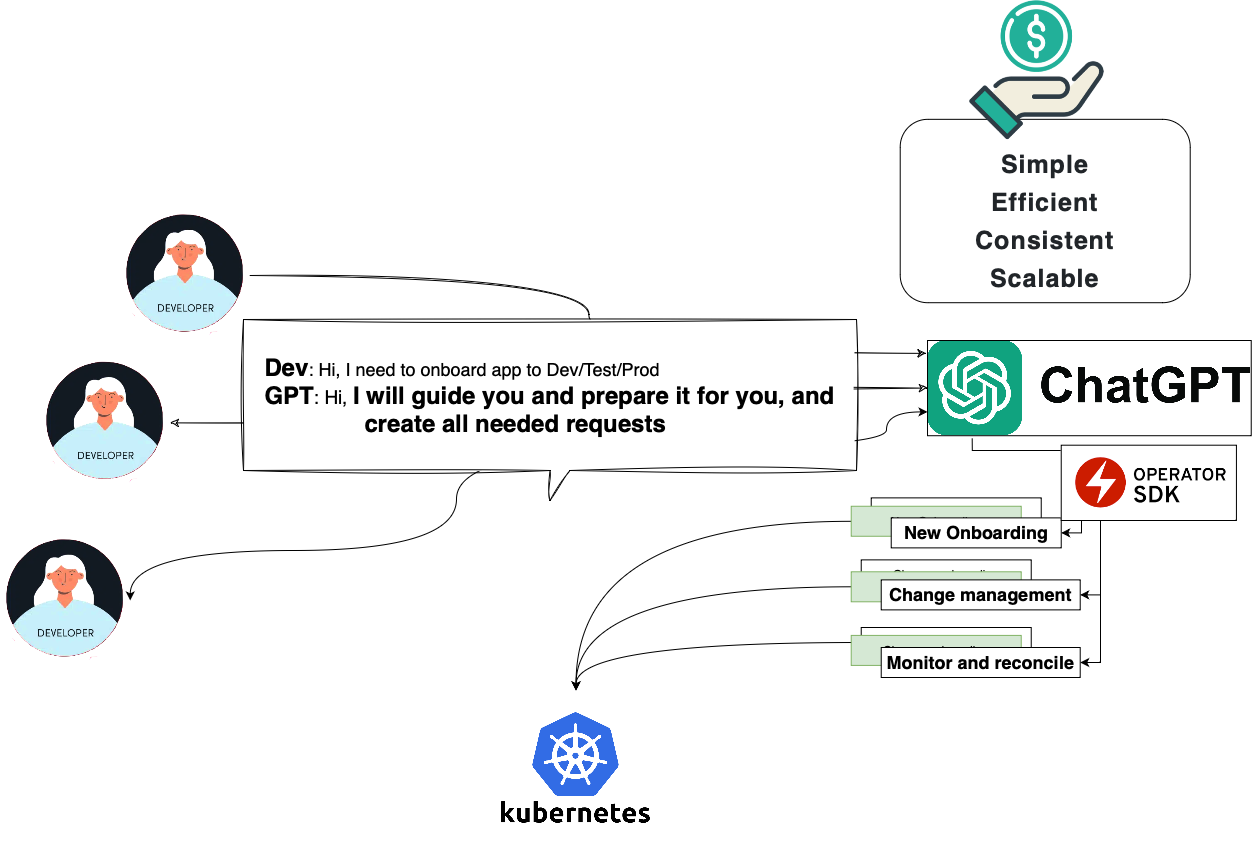 $
Simple
Efficient
Consistent
Scalable
DEVELOPER
Dev: Hi, I need to onboard app to Dev/Test/Prod
GPT: Hi, I will guide you and prepare it for you, and
create all needed requests
ChatGPT
DEVELOPER
OPERATOR
SDK
New Onboarding
Change management
DEVELOPER
Monitor and reconcile
kubernetes